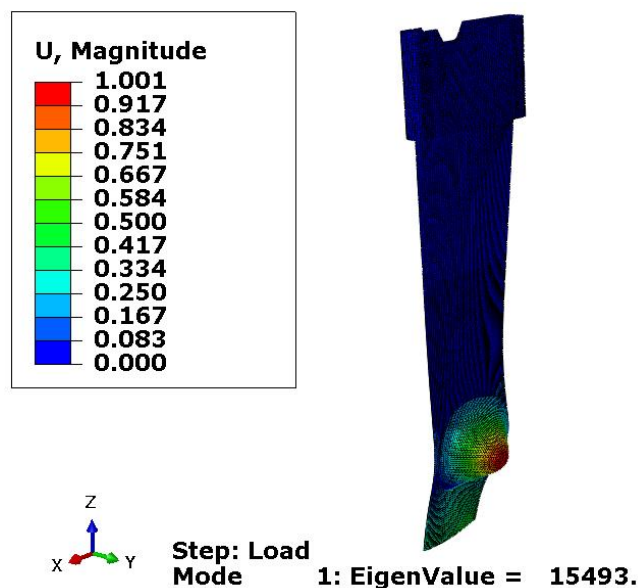 U, Magnitude
1.001
0.917
0.834
0.751
0.667
0.584
0.500
0.417
0.334
0.250
0.167
0.083
0.000
Z
X
Y
Step: Load
Mode 1: EigenValue = 15493.